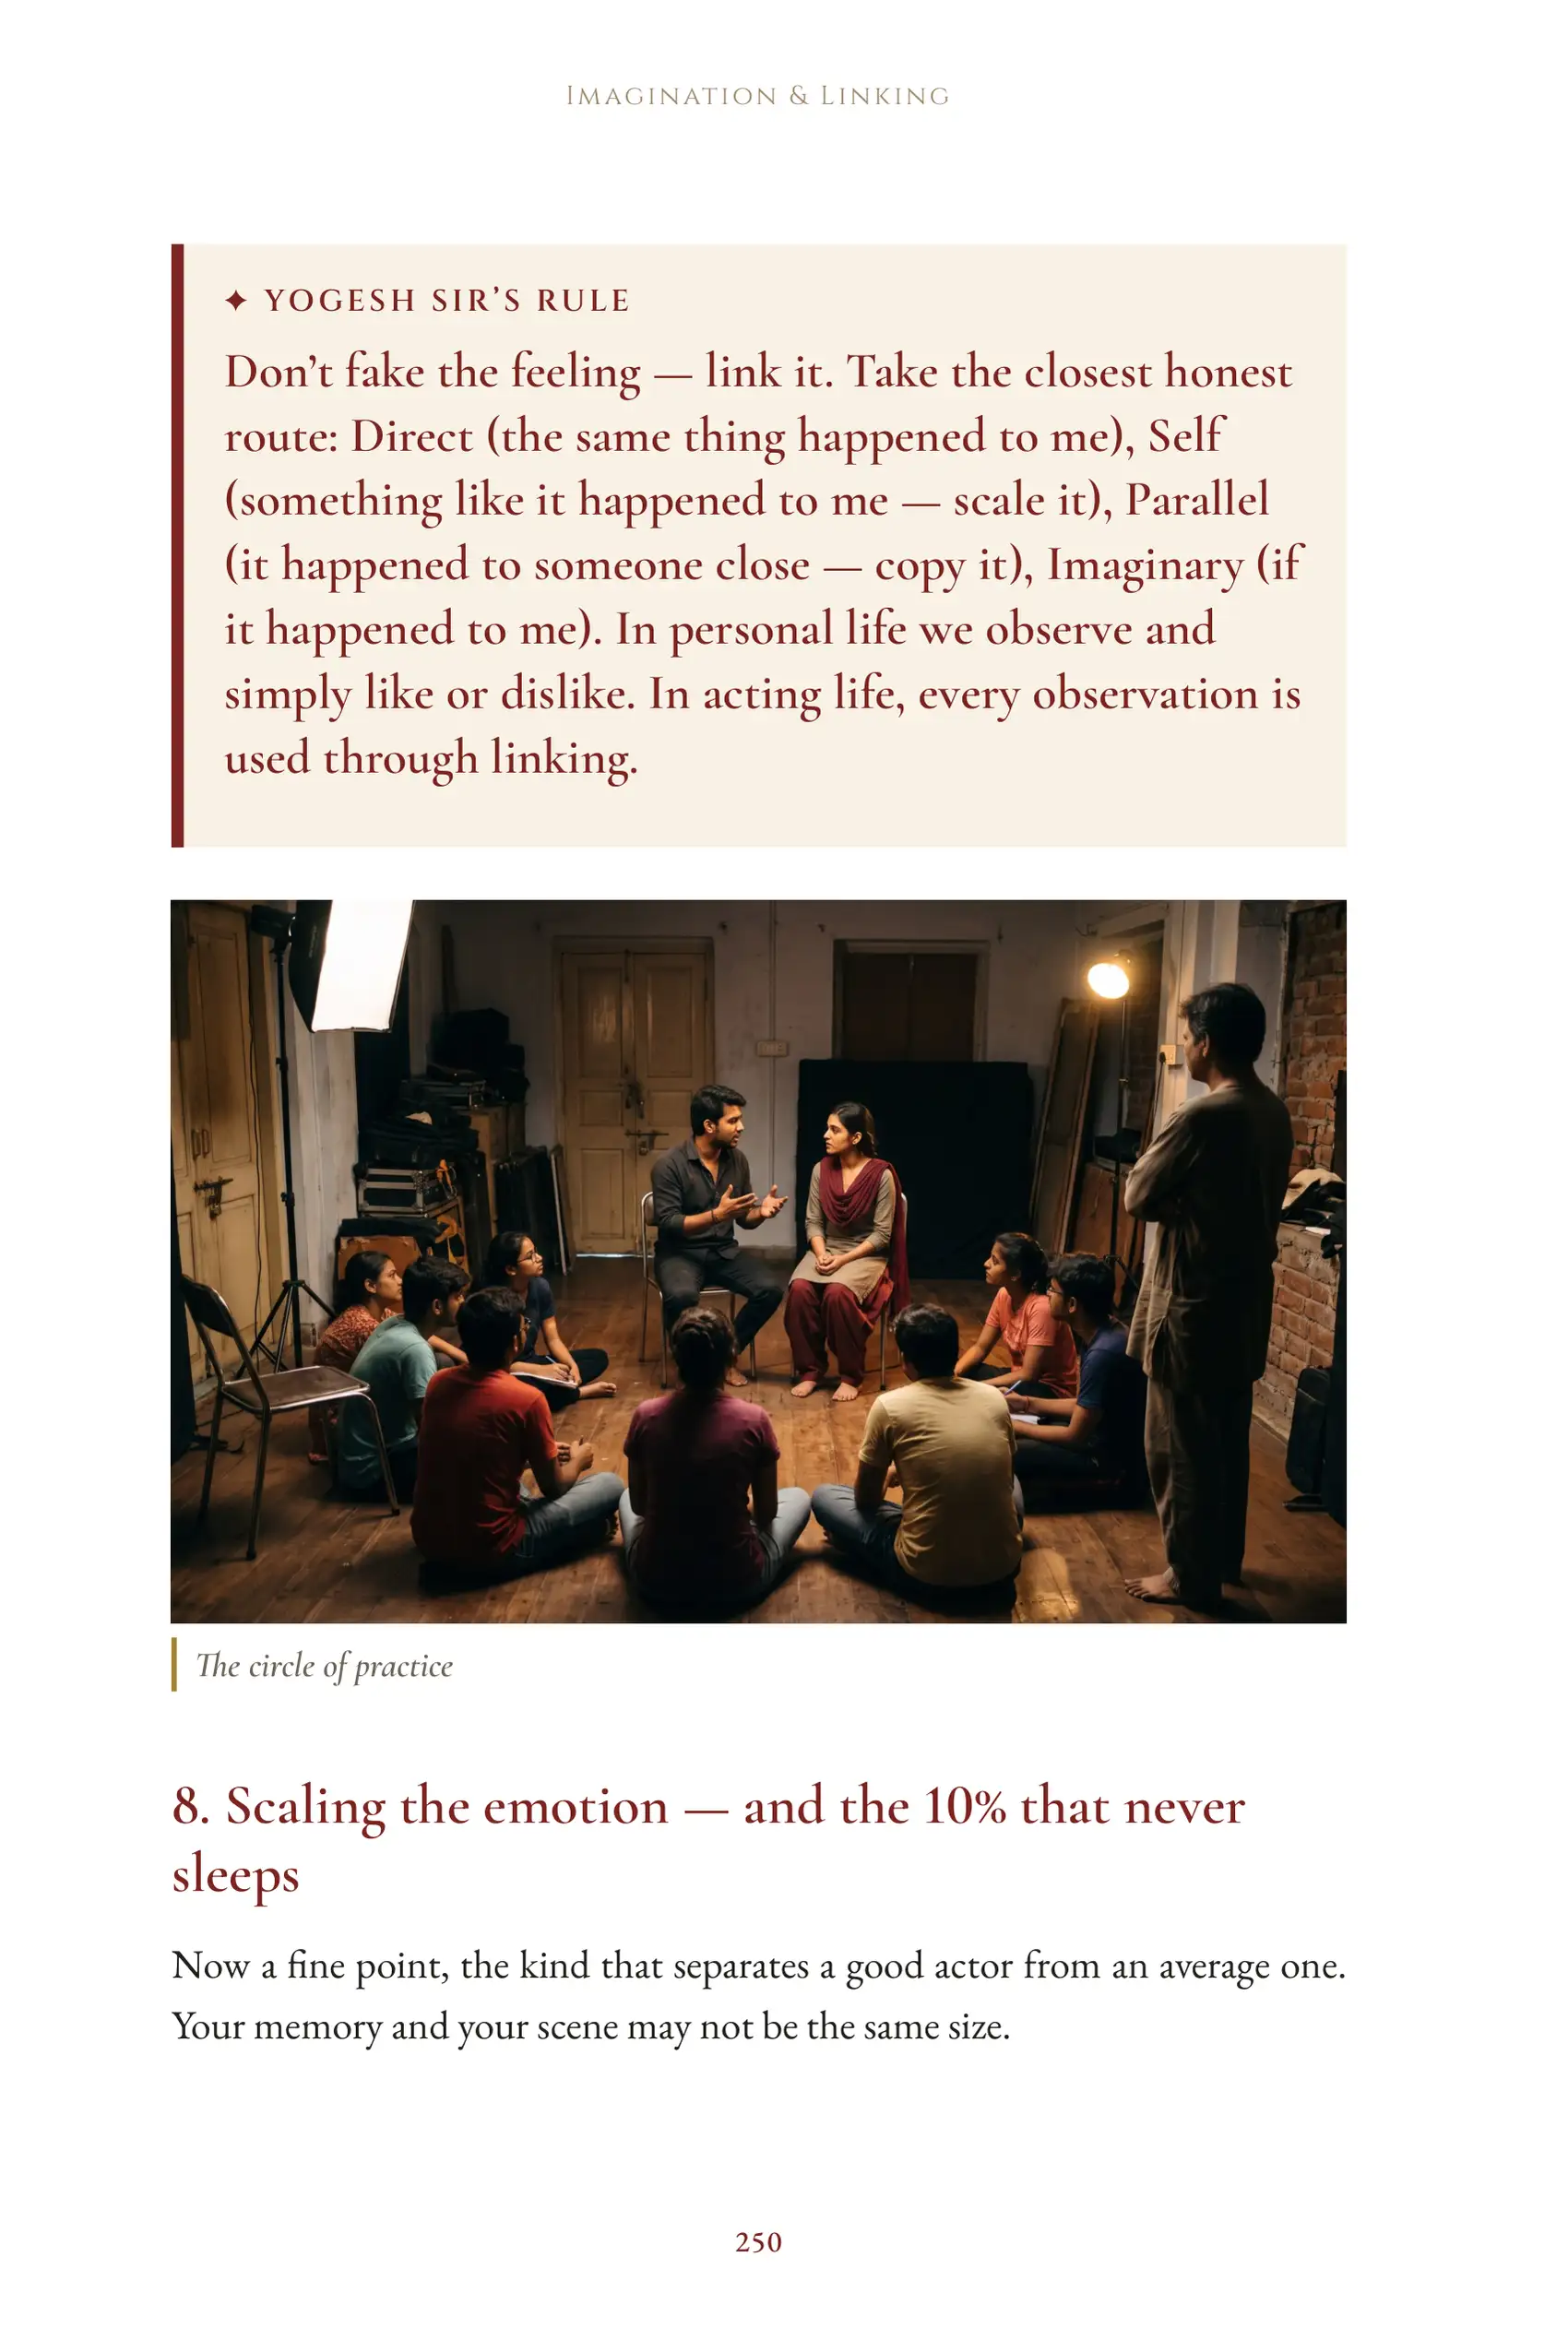 IMAGINATION & LINKING
✦ YOGESH SIR’S RULE
Don’t fake the feeling — link it. Take the closest honest
route: Direct (the same thing happened to me), Self
(something like it happened to me — scale it), Parallel
(it happened to someone close — copy it), Imaginary (if
it happened to me). In personal life we observe and
simply like or dislike. In acting life, every observation is
used through linking.
The circle of practice
8. Scaling the emotion — and the 10% that never
sleeps
Now a fine point, the kind that separates a good actor from an average one.
Your memory and your scene may not be the same size.
250